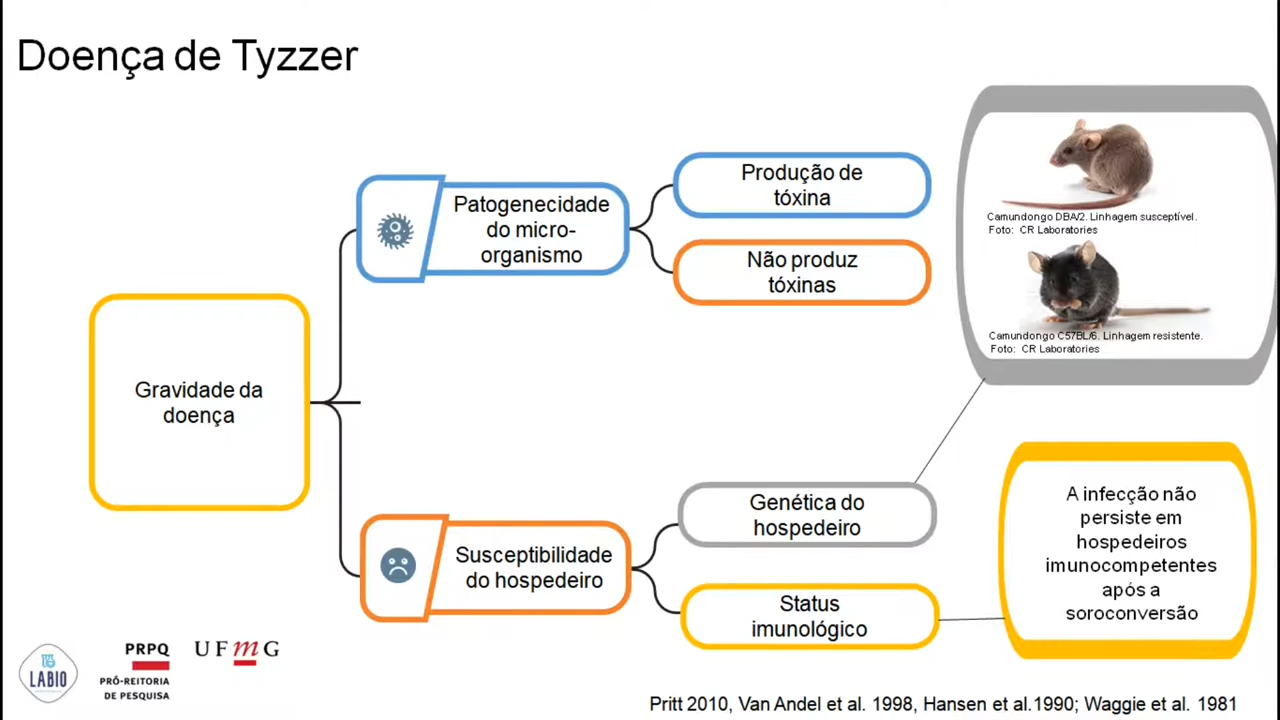 Doença de Tyzzer
Gravidade da
doença
Patogenecidade
do micro-
organismo
Produção de
tóxina
Não produz
tóxinas
Camundongo DBA/2. Linhagem susceptível.
Foto: CR Laboratories
Camundongo C57BL/6. Linhagem resistente.
Foto: CR Laboratories
Susceptibilidade
do hospedeiro
Genética do
hospedeiro
Status
imunológico
A infecção não
persiste em
hospedeiros
imunocompetentes
após a
soroconversão
LABIO
PRPQ
PRÓ-REITORIA
DE PESQUISA
UFmG
Pritt 2010, Van Andel et al. 1998, Hansen et al.1990; Waggie et al. 1981